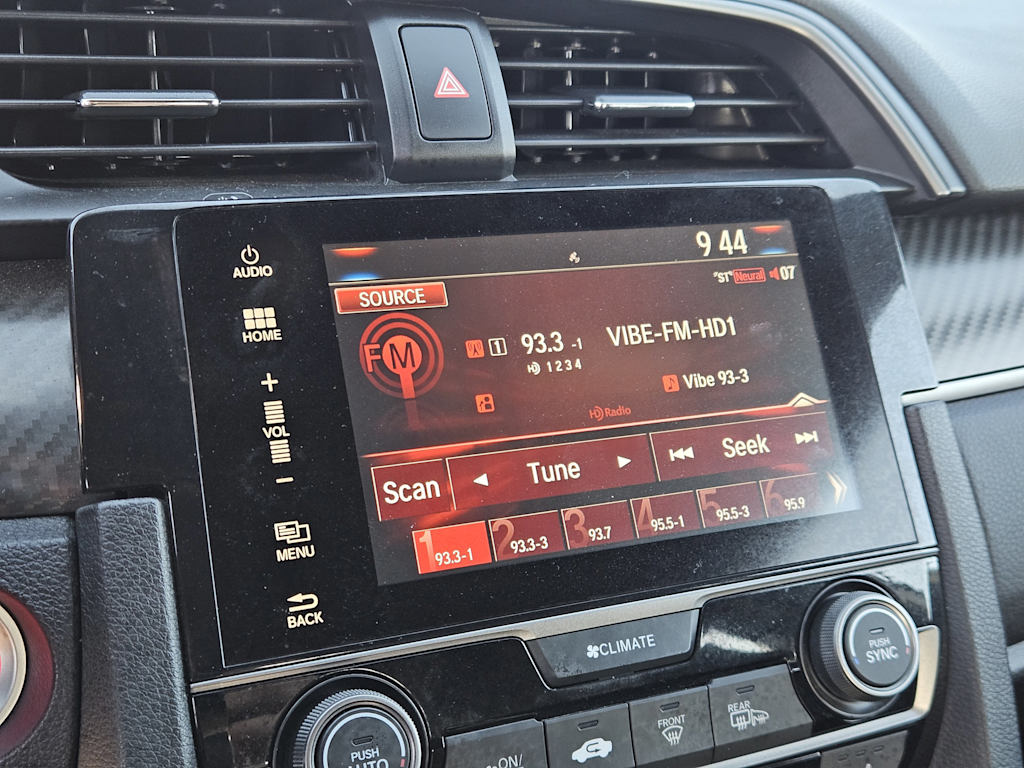 AUDIO
HOME
+
VOL
−
MENU
BACK
9 44
"ST" Neural 07
SOURCE
FM
1 93.3 -1 VIBE-FM-HD1
HD 1 2 3 4
Vibe 93-3
HD Radio
Scan Tune Seek
1 93.3-1
2 93.3-3
3 93.7
4 95.5-1
5 95.5-3
6 95.9
CLIMATE
PUSH
SYNC
PUSH
AUTO
ON/
FRONT
REAR